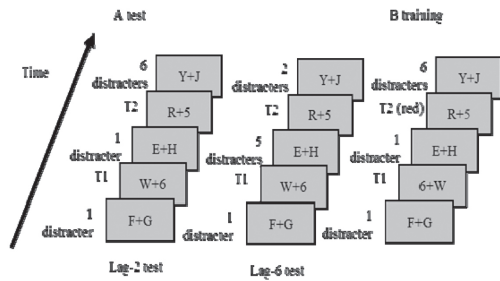 A test
B training
Time
6
distracters
Y+J
T2
R+5
1
distracter
E+H
T1
W+6
1
distracter
F+G
Lag-2 test
2
distracters
Y+J
T2
R+5
5
distracters
E+H
T1
W+6
1
distracter
F+G
Lag-6 test
6
distracters
Y+J
T2 (red)
R+5
1
distracter
E+H
T1
6+W
1
distracter
F+G